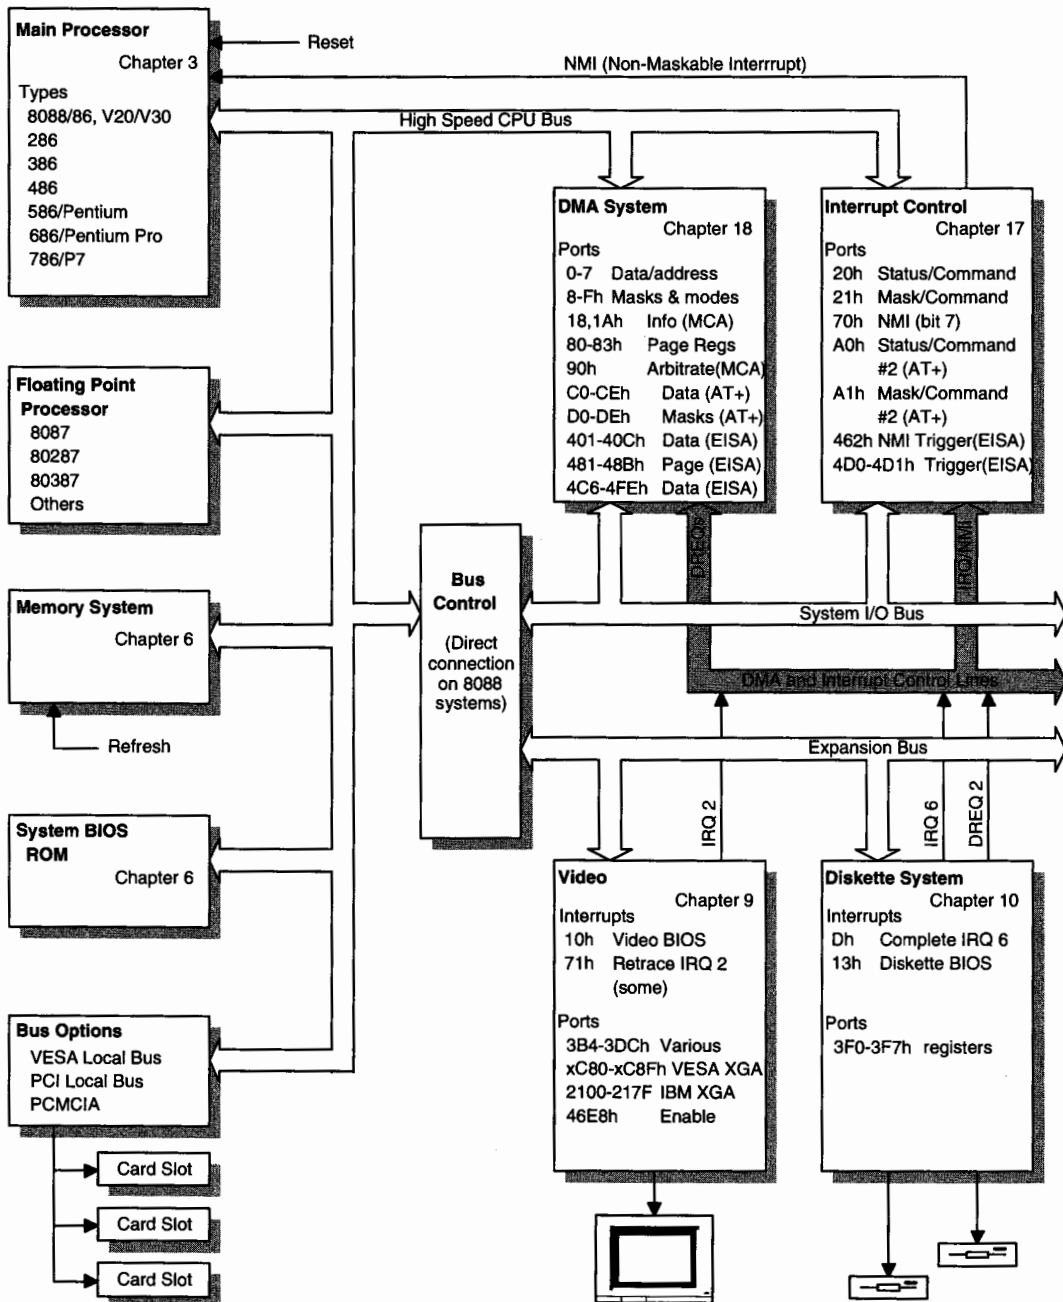 Main Processor
Chapter 3
Types
8088/86, V20/V30
286
386
486
586/Pentium
686/Pentium Pro
786/P7
Reset
NMI (Non-Maskable Interrrupt)
High Speed CPU Bus
DMA System
Chapter 18
Ports
0-7 Data/address
8-Fh Masks & modes
18,1Ah Info (MCA)
80-83h Page Regs
90h Arbitrate(MCA)
C0-CEh Data (AT+)
D0-DEh Masks (AT+)
401-40Ch Data (EISA)
481-48Bh Page (EISA)
4C6-4FEh Data (EISA)
Interrupt Control
Chapter 17
Ports
20h Status/Command
21h Mask/Command
70h NMI (bit 7)
A0h Status/Command
#2 (AT+)
A1h Mask/Command
#2 (AT+)
462h NMI Trigger(EISA)
4D0-4D1h Trigger(EISA)
Floating Point
Processor
8087
80287
80387
Others
Bus
Control
(Direct
connection
on 8088
systems)
DREQs
IRQ/NMI
System I/O Bus
DMA and Interrupt Control Lines
Expansion Bus
Memory System
Chapter 6
Refresh
System BIOS
ROM
Chapter 6
IRQ 2
IRQ 6
DREQ 2
Video
Chapter 9
Interrupts
10h Video BIOS
71h Retrace IRQ 2
(some)
Ports
3B4-3DCh Various
xC80-xC8Fh VESA XGA
2100-217F IBM XGA
46E8h Enable
Diskette System
Chapter 10
Interrupts
Dh Complete IRQ 6
13h Diskette BIOS
Ports
3F0-3F7h registers
Bus Options
VESA Local Bus
PCI Local Bus
PCMCIA
Card Slot
Card Slot
Card Slot